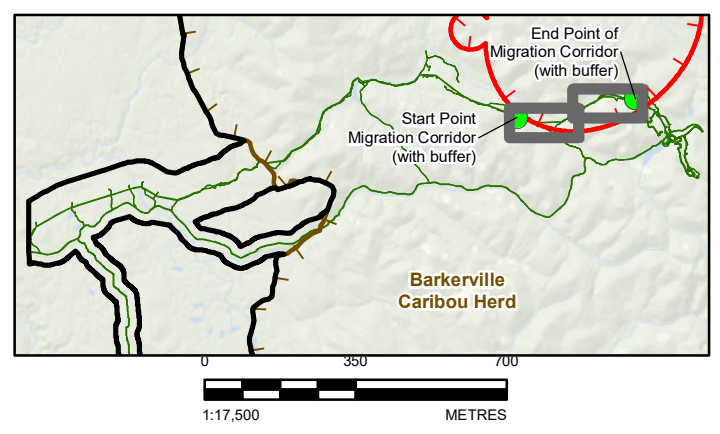 End Point of
Migration Corridor
(with buffer)
Start Point
Migration Corridor
(with buffer)
Barkerville
Caribou Herd
0 350 700
1:17,500 METRES